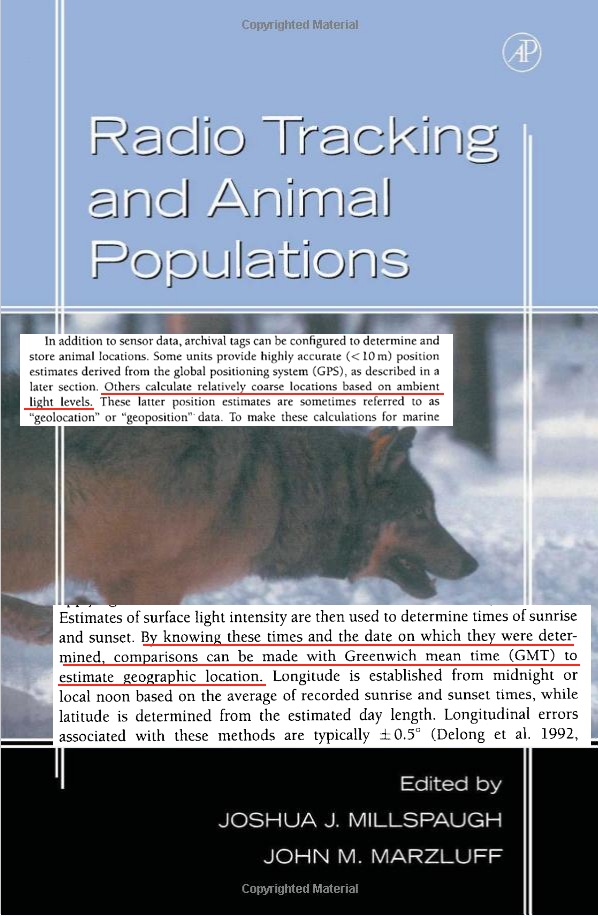 Copyrighted Material
AP
Radio Tracking
and Animal
Populations
In addition to sensor data, archival tags can be configured to determine and
store animal locations. Some units provide highly accurate (<10 m) position
estimates derived from the global positioning system (GPS), as described in a
later section. Others calculate relatively coarse locations based on ambient
light levels. These latter position estimates are sometimes referred to as
"geolocation" or "geoposition" data. To make these calculations for marine
Estimates of surface light intensity are then used to determine times of sunrise
and sunset. By knowing these times and the date on which they were deter-
mined, comparisons can be made with Greenwich mean time (GMT) to
estimate geographic location. Longitude is established from midnight or
local noon based on the average of recorded sunrise and sunset times, while
latitude is determined from the estimated day length. Longitudinal errors
associated with these methods are typically ±0.5° (Delong et al. 1992,
Edited by
JOSHUA J. MILLSPAUGH
JOHN M. MARZLUFF
Copyrighted Material